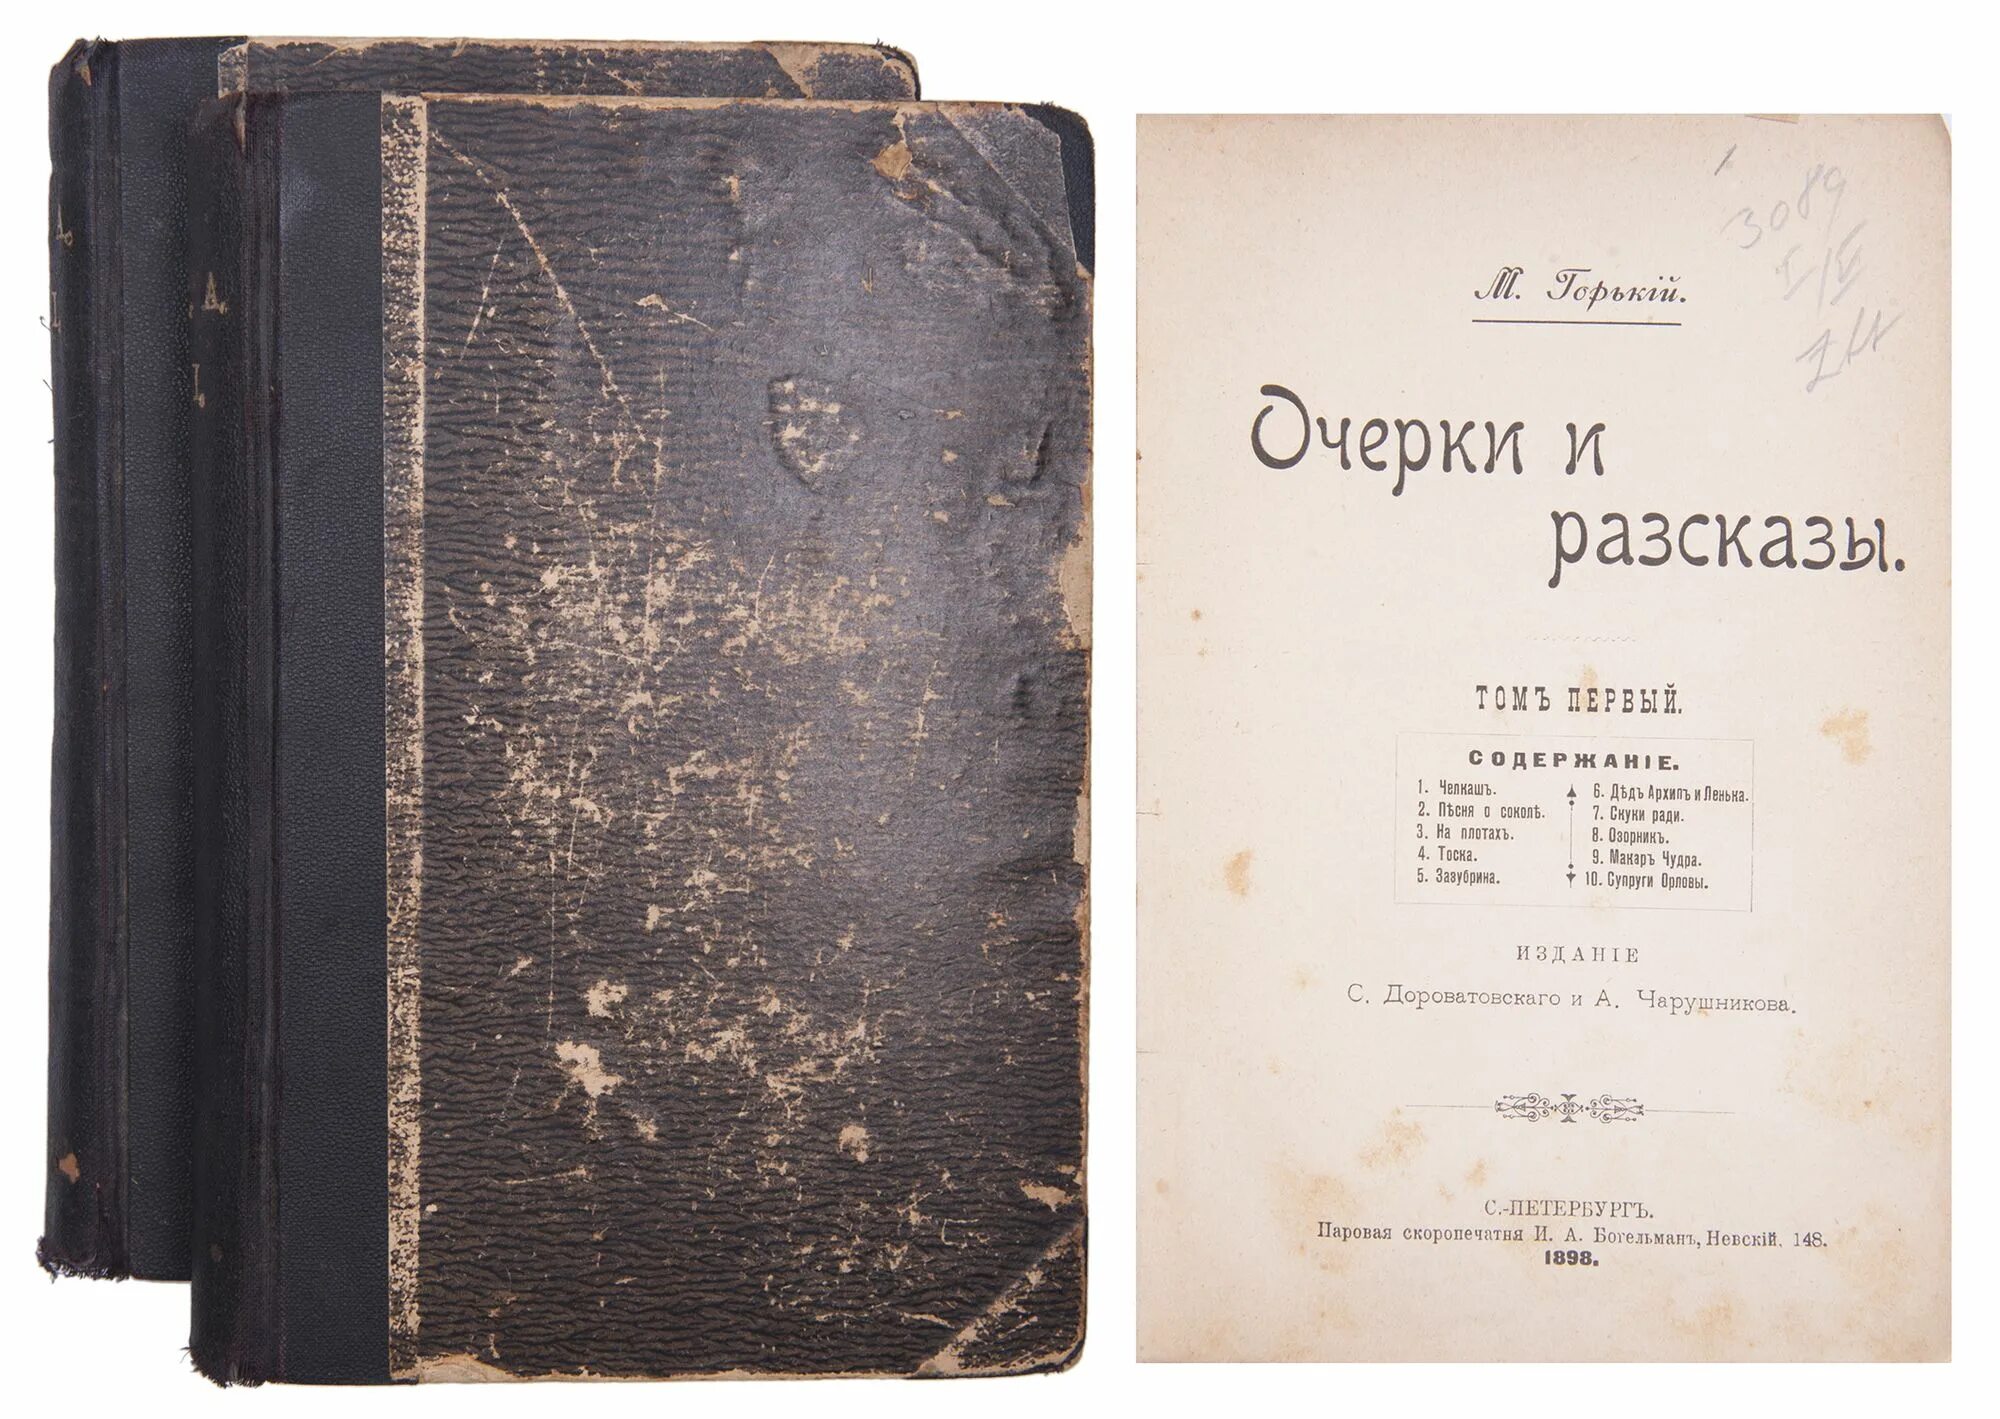 Д.
.Д.
I.
3089
I/II
М. Горькій.
Очерки и
разсказы.
ТОМЪ ПЕРВЫЙ.
СОДЕРЖАНІЕ.
1. Челкашъ.
2. Пѣсня о соколѣ.
3. На плотахъ.
4. Тоска.
5. Зазубрина.
6. Дѣдъ Архипъ и Ленька.
7. Скуки ради.
8. Озорникъ.
9. Макаръ Чудра.
10. Супруги Орловы.
ИЗДАНІЕ
С. Дороватовскаго и А. Чарушникова.
С.-ПЕТЕРБУРГЪ.
Паровая скоропечатня И. А. Богельманъ, Невскій, 148.
1898.